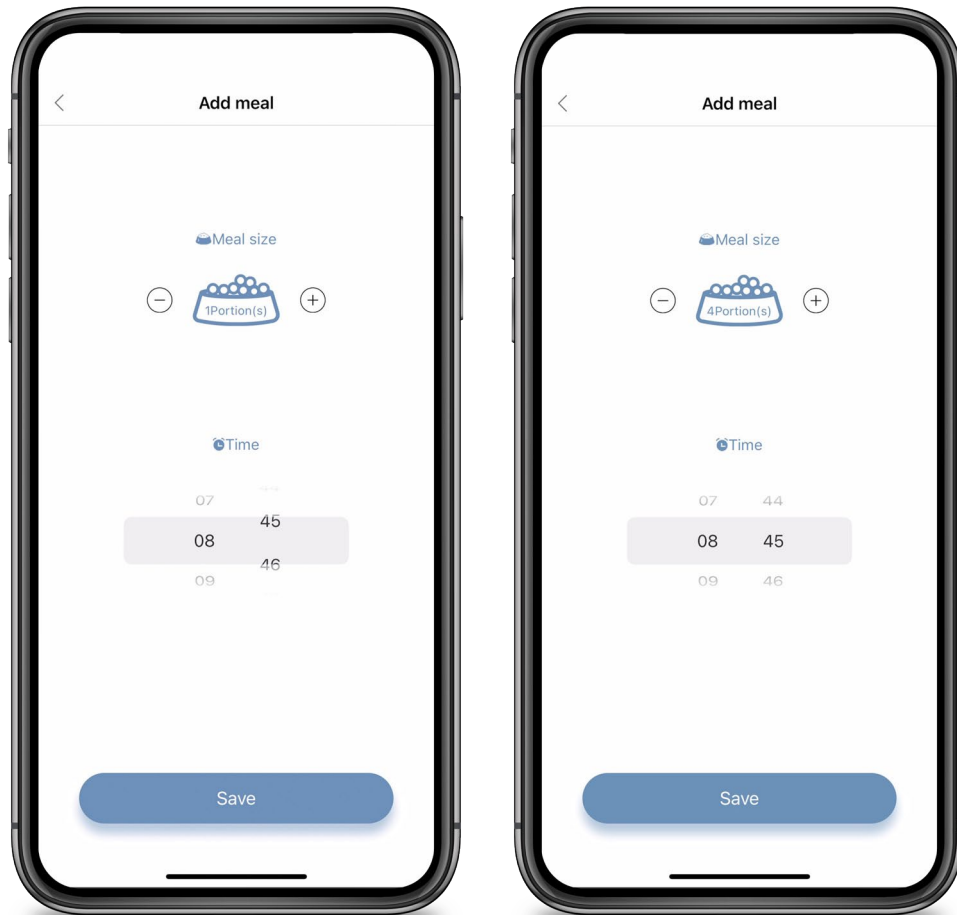 Add meal
Meal size
1Portion(s)
Time
07
45
08
46
09
Save
Add meal
Meal size
4Portion(s)
Time
07 44
08 45
09 46
Save